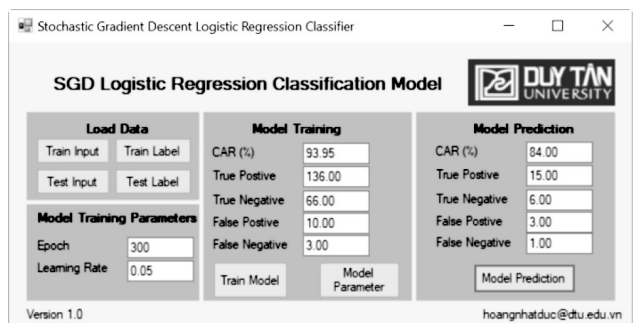 Stochastic Gradient Descent Logistic Regression Classifier
SGD Logistic Regression Classification Model
DUY TÂN
UNIVERSITY
Load Data
Train Input Train Label
Test Input Test Label
Model Training Parameters
Epoch 300
Learning Rate 0.05
Model Training
CAR (%) 93.95
True Postive 136.00
True Negative 66.00
False Postive 10.00
False Negative 3.00
Train Model
Model
Parameter
Model Prediction
CAR (%) 84.00
True Postive 15.00
True Negative 6.00
False Postive 3.00
False Negative 1.00
Model Prediction
Version 1.0
hoangnhatduc@dtu.edu.vn